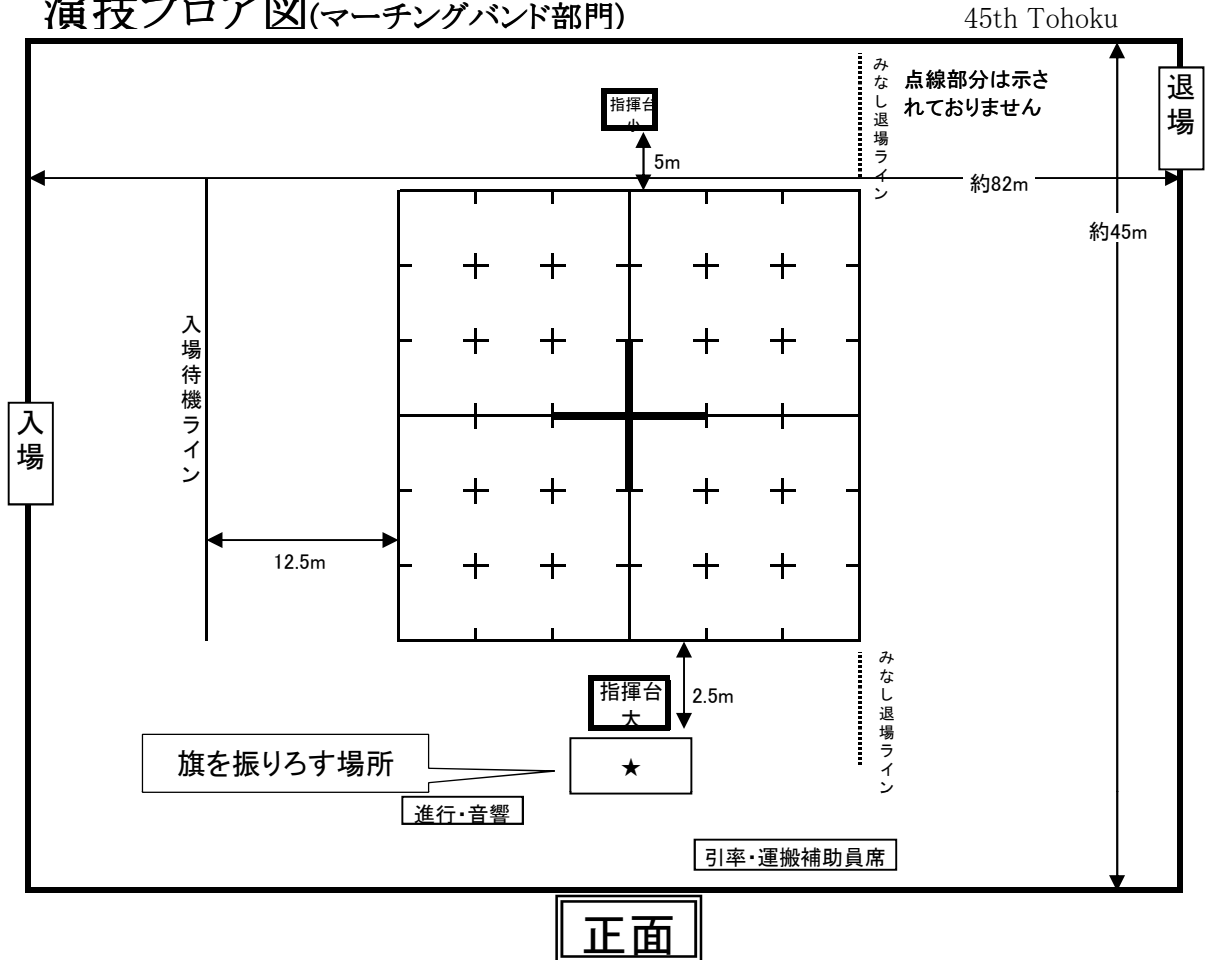 演技フロア図(マーチングバンド部門)
45th Tohoku
指揮台
小
5m
みなし退場ライン
点線部分は示さ
れておりません
退場
約82m
約45m
入場待機ライン
入場
12.5m
指揮台
大
2.5m
みなし退場ライン
旗を振りろす場所
★
進行・音響
引率・運搬補助員席
正面